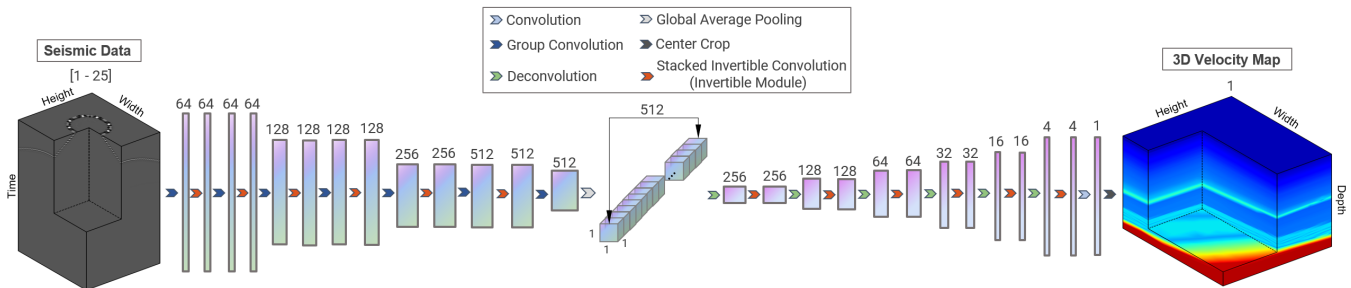 Convolution
Global Average Pooling
Group Convolution
Center Crop
Deconvolution
Stacked Invertible Convolution
(Invertible Module)
Seismic Data
[1 - 25]
Height
Width
Time
64 64 64 64
128 128 128 128
256 256 512 512
512
512
1
1
1
256 256
128 128
64 64
32 32
16 16
4 4 1
3D Velocity Map
1
Height
Width
Depth